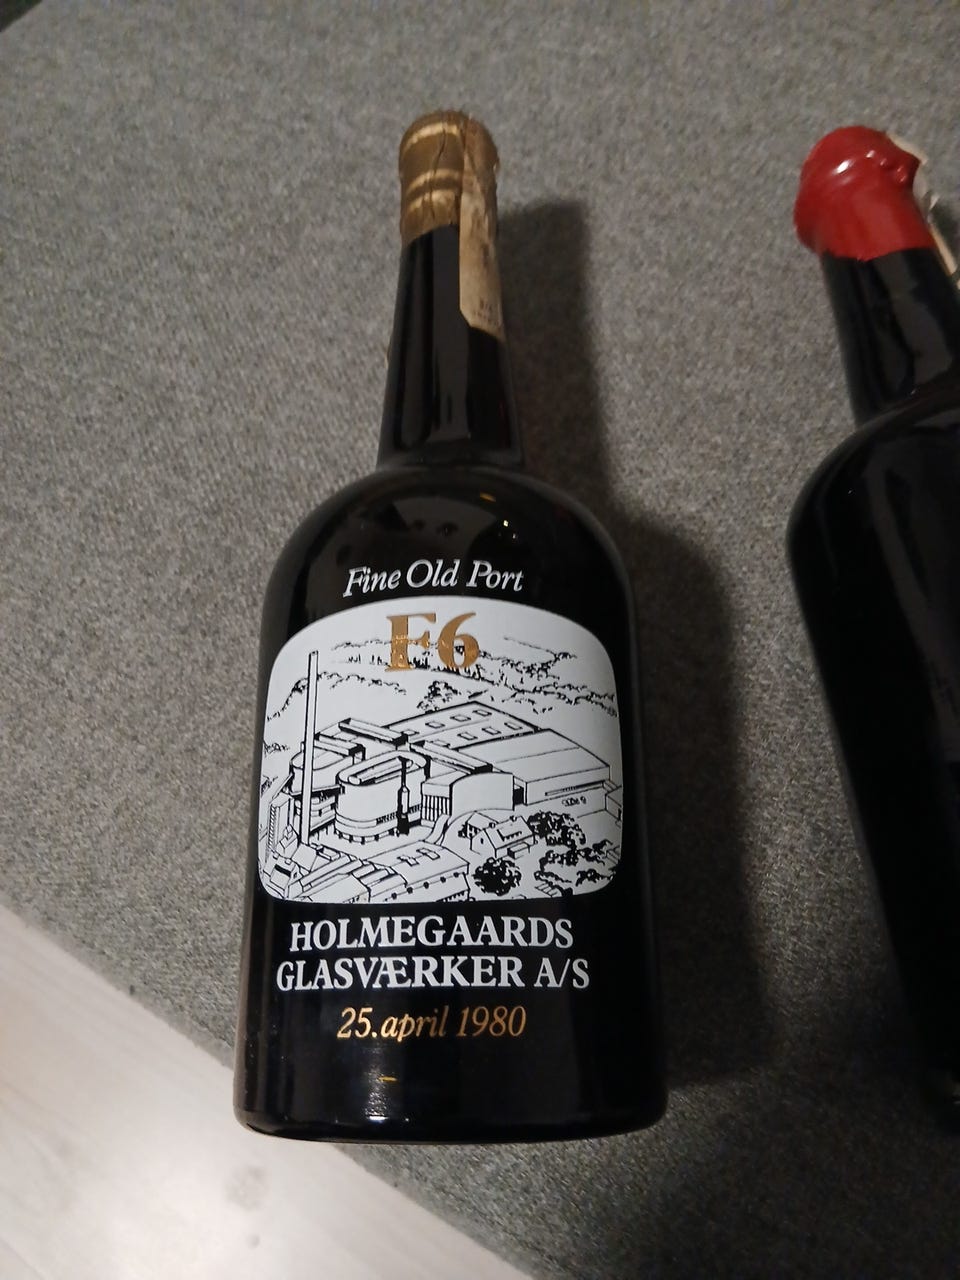 Fine Old Port
F6
HOLMEGAARDS
GLASVÆRKER A/S
25.april 1980